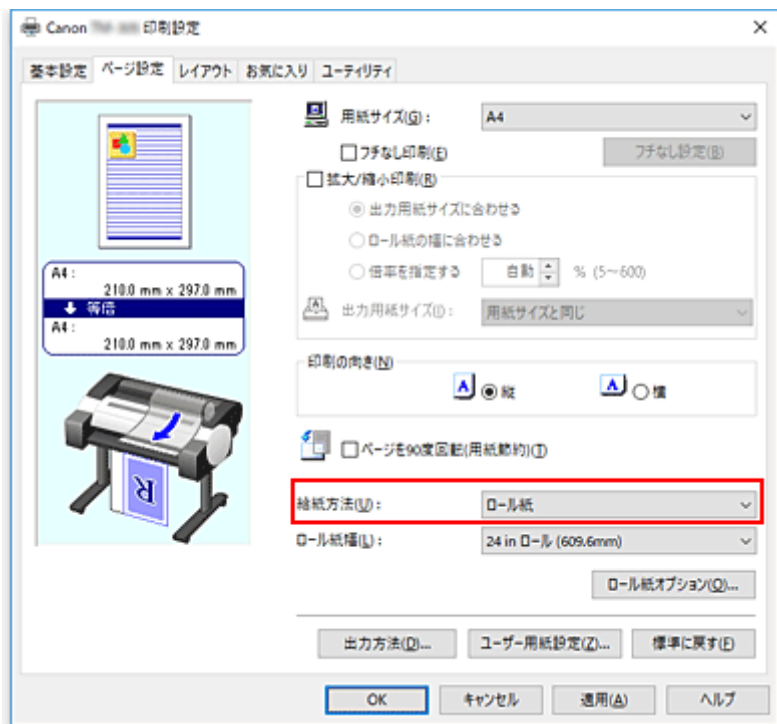 Canon 印刷設定
基本設定 ページ設定 レイアウト お気に入り ユーティリティ
用紙サイズ(G): A4
フチなし印刷(E) フチなし設定(B)
拡大/縮小印刷(R)
出力用紙サイズに合わせる
ロール紙の幅に合わせる
倍率を指定する 自動 % (5～600)
出力用紙サイズ(I): 用紙サイズと同じ
A4:
210.0 mm x 297.0 mm
等倍
A4:
210.0 mm x 297.0 mm
印刷の向き(N)
A 縦 A 横
ページを90度回転(用紙節約)(T)
R
給紙方法(U): ロール紙
ロール紙幅(L): 24 in ロール (609.6mm)
ロール紙オプション(O)...
出力方法(D)... ユーザー用紙設定(Z)... 標準に戻す(F)
OK キャンセル 適用(A) ヘルプ